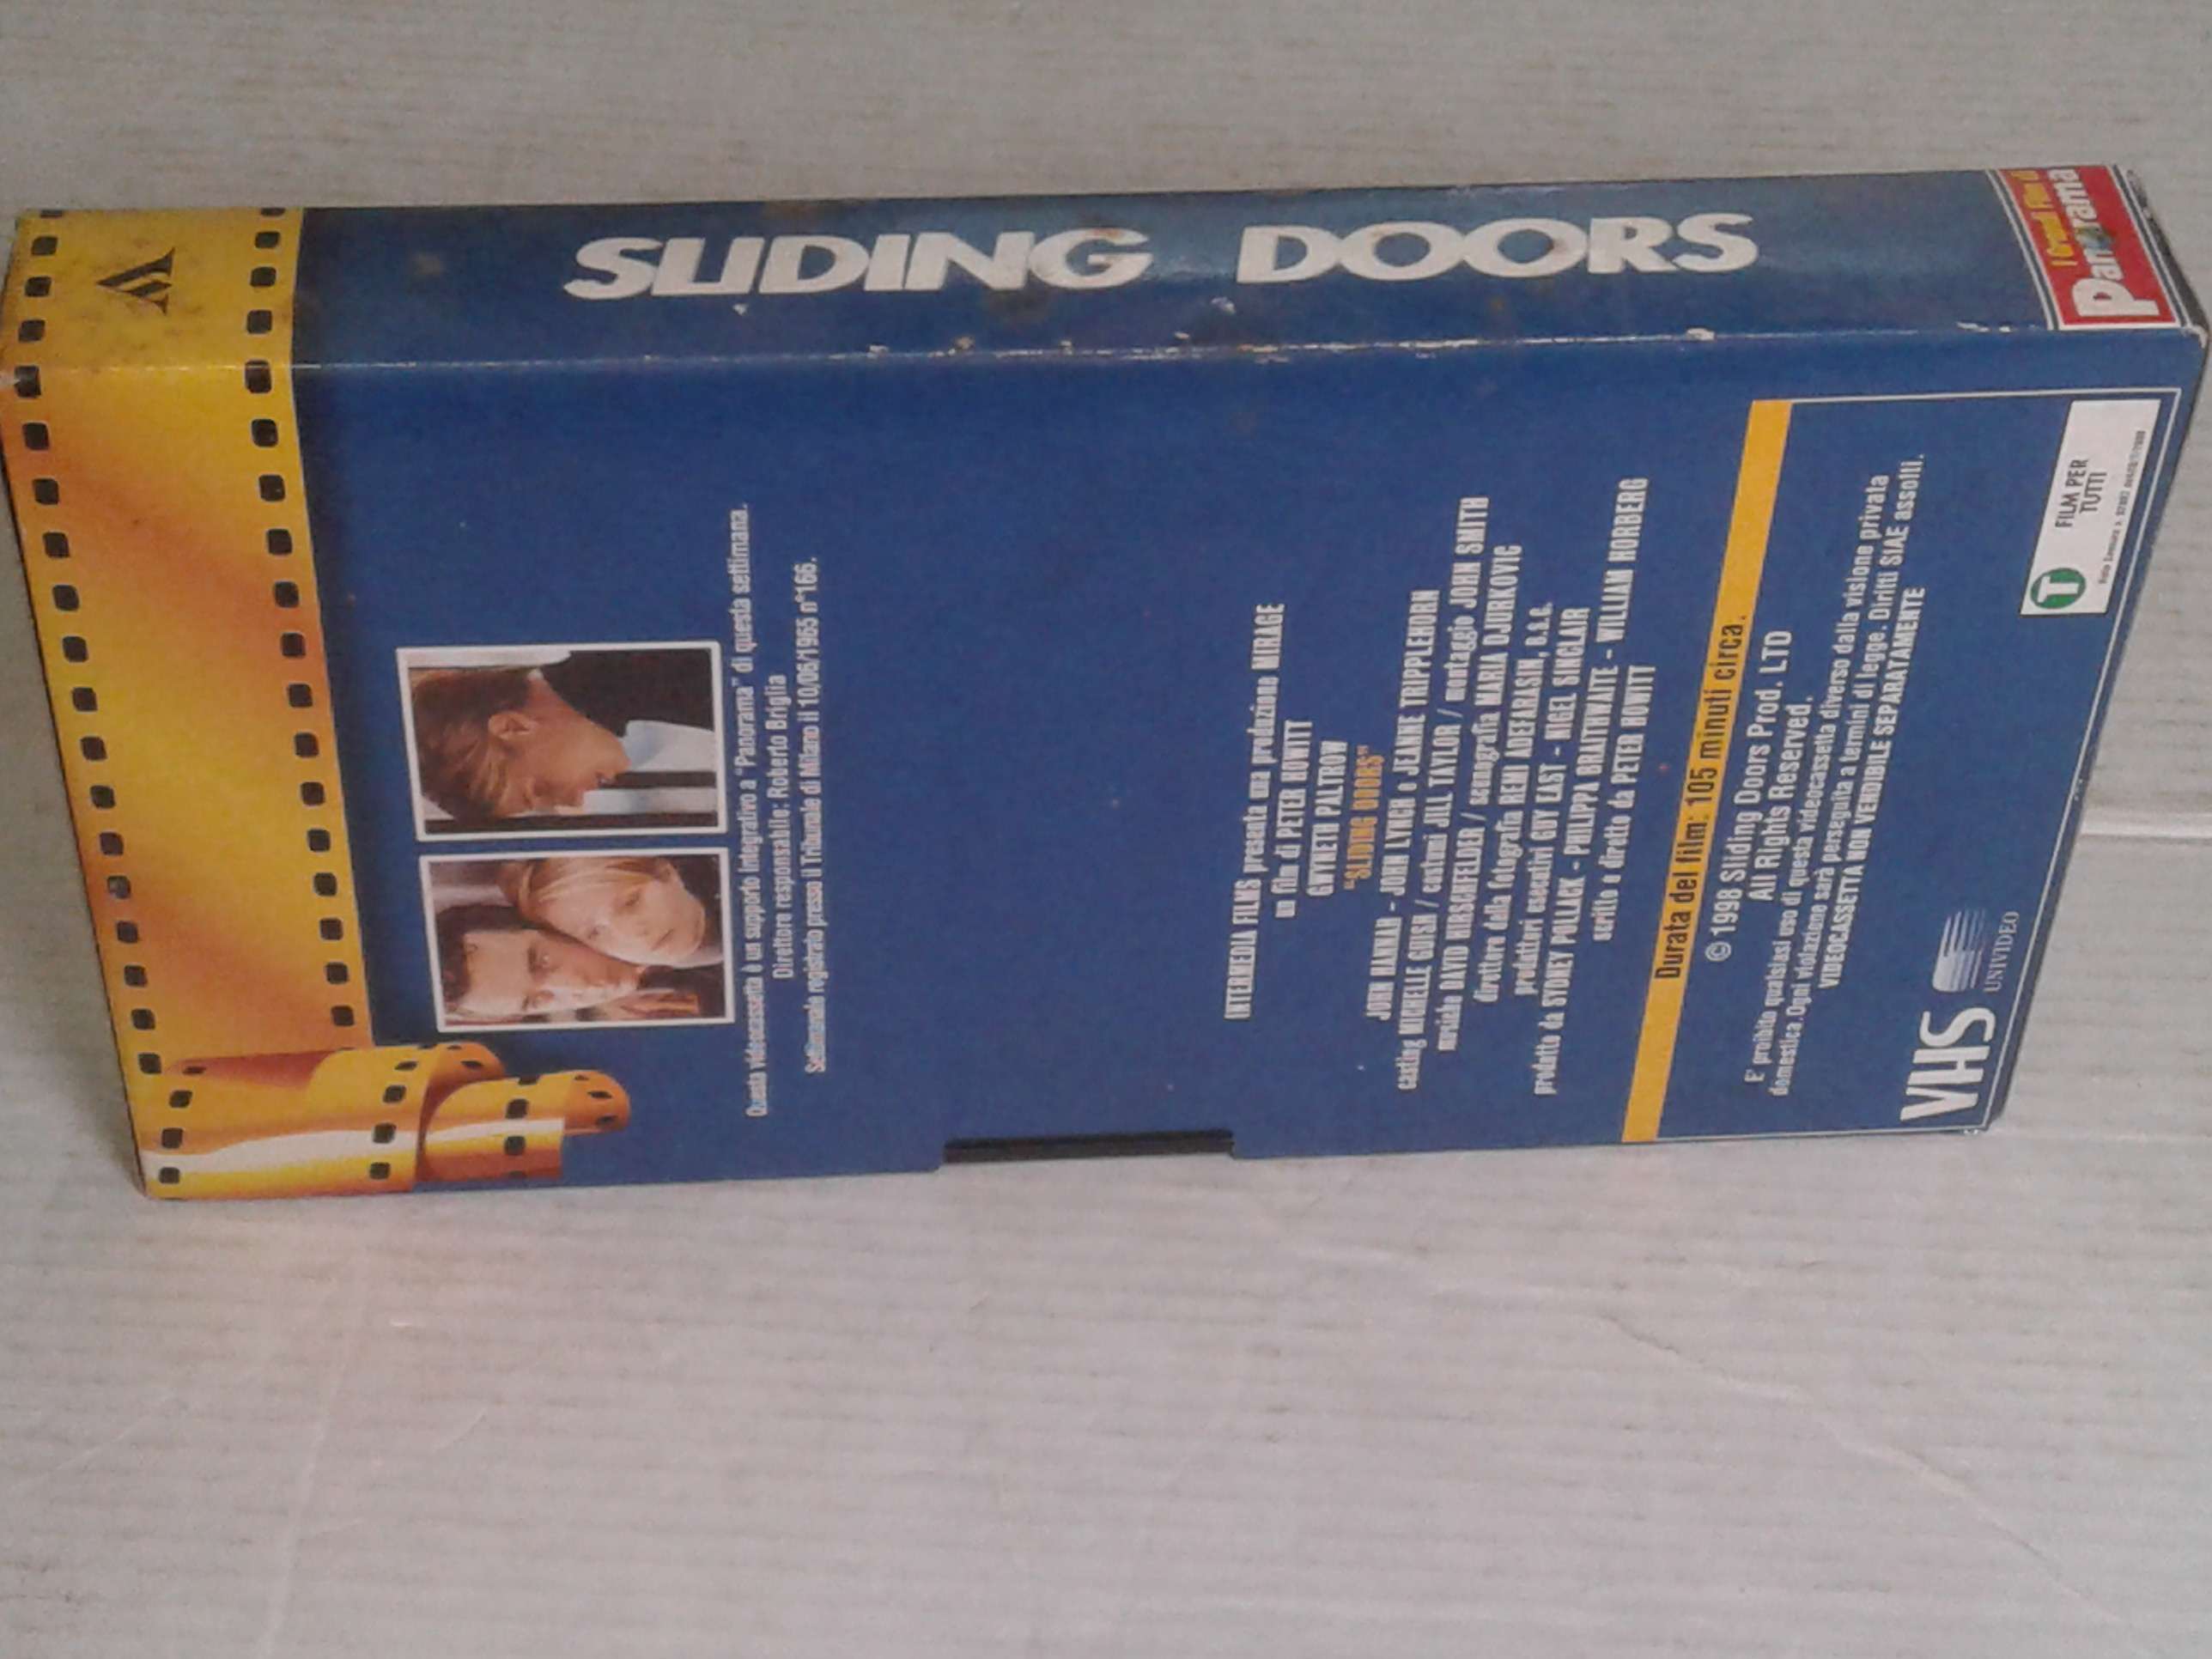 SLIDING DOORS
I Grandi Film di
Panorama
Questa videocassetta è un supporto integrativo a "Panorama" di questa settimana.
Direttore responsabile: Roberto Briglia
Settimanale registrato presso il Tribunale di Milano il 10/06/1965 n°166.
INTERMEDIA FILMS presenta una produzione MIRAGE
un film di PETER HOWITT
GWYNETH PALTROW
"SLIDING DOORS"
JOHN HANNAH - JOHN LYNCH e JEANNE TRIPPLEHORN
casting MICHELLE GUISH / costumi JILL TAYLOR / montaggio JOHN SMITH
musiche DAVID HIRSCHFELDER / scenografia MARIA DJURKOVIC
direttore della fotografia REMI ADEFARASIN, B.S.C.
produttori esecutivi GUY EAST - NIGEL SINCLAIR
prodotto da SYDNEY POLLACK - PHILIPPA BRAITHWAITE - WILLIAM HORBERG
scritto e diretto da PETER HOWITT
Durata del film: 105 minuti circa.
© 1998 Sliding Doors Prod. LTD
All Rights Reserved.
E' proibito qualsiasi uso di questa videocassetta diverso dalla visione privata
domestica. Ogni violazione sarà perseguita a termini di legge. Diritti SIAE assolti.
VIDEOCASSETTA NON VENDIBILE SEPARATAMENTE
VHS
UNIVIDEO
T
FILM PER
TUTTI